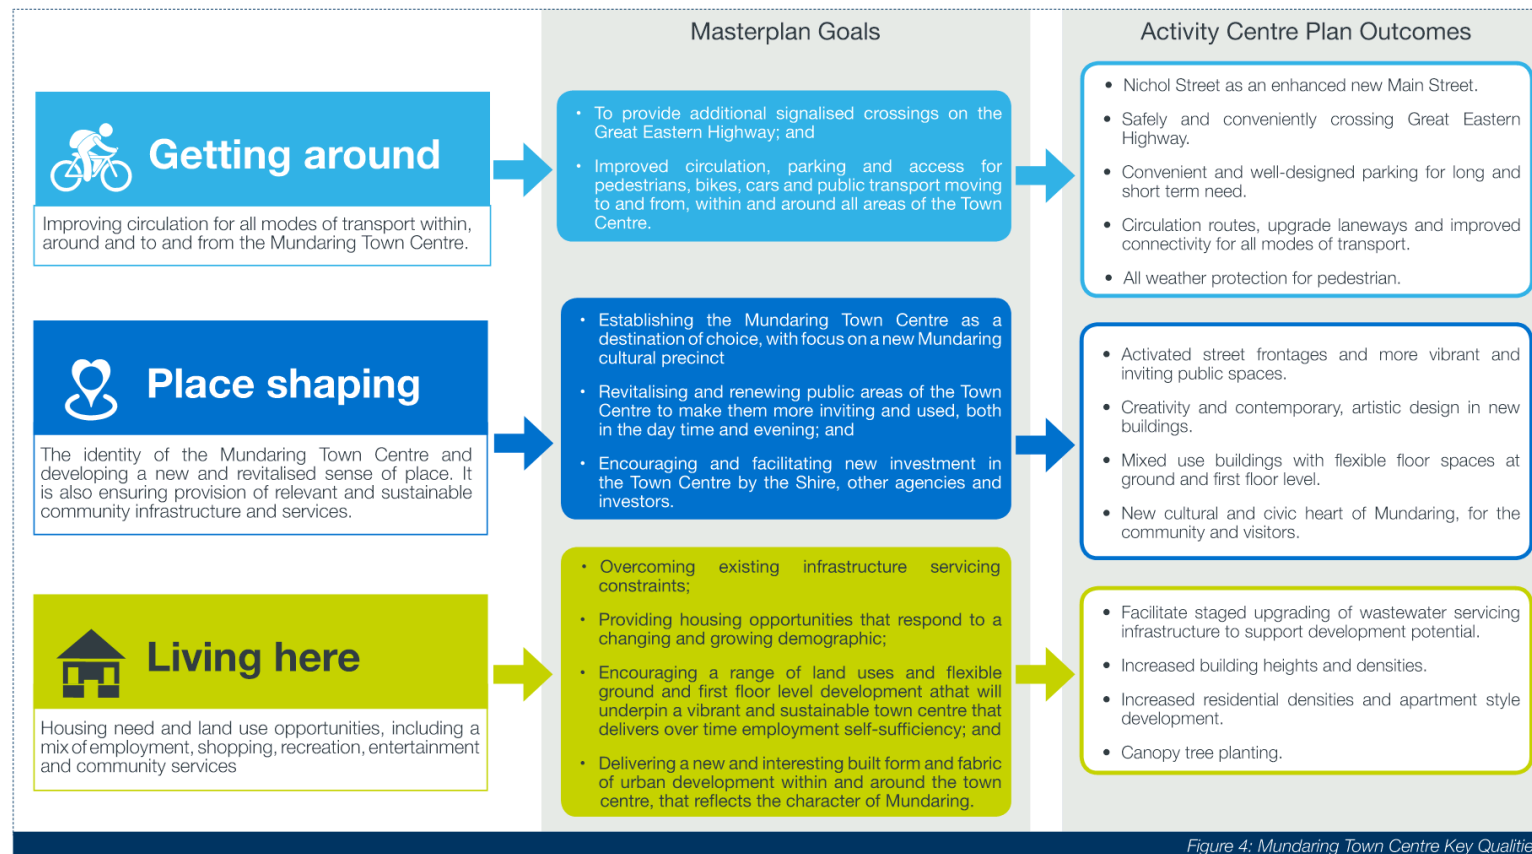 Masterplan Goals
Activity Centre Plan Outcomes
Getting around
Improving circulation for all modes of transport within,
around and to and from the Mundaring Town Centre.
• To provide additional signalised crossings on the
Great Eastern Highway; and
• Improved circulation, parking and access for
pedestrians, bikes, cars and public transport moving
to and from, within and around all areas of the Town
Centre.
• Nichol Street as an enhanced new Main Street.
• Safely and conveniently crossing Great Eastern
Highway.
• Convenient and well-designed parking for long and
short term need.
• Circulation routes, upgrade laneways and improved
connectivity for all modes of transport.
• All weather protection for pedestrian.
Place shaping
The identity of the Mundaring Town Centre and
developing a new and revitalised sense of place. It
is also ensuring provision of relevant and sustainable
community infrastructure and services.
• Establishing the Mundaring Town Centre as a
destination of choice, with focus on a new Mundaring
cultural precinct
• Revitalising and renewing public areas of the Town
Centre to make them more inviting and used, both
in the day time and evening; and
• Encouraging and facilitating new investment in
the Town Centre by the Shire, other agencies and
investors.
• Activated street frontages and more vibrant and
inviting public spaces.
• Creativity and contemporary, artistic design in new
buildings.
• Mixed use buildings with flexible floor spaces at
ground and first floor level.
• New cultural and civic heart of Mundaring, for the
community and visitors.
Living here
Housing need and land use opportunities, including a
mix of employment, shopping, recreation, entertainment
and community services
• Overcoming existing infrastructure servicing
constraints;
• Providing housing opportunities that respond to a
changing and growing demographic;
• Encouraging a range of land uses and flexible
ground and first floor level development athat will
underpin a vibrant and sustainable town centre that
delivers over time employment self-sufficiency; and
• Delivering a new and interesting built form and fabric
of urban development within and around the town
centre, that reflects the character of Mundaring.
• Facilitate staged upgrading of wastewater servicing
infrastructure to support development potential.
• Increased building heights and densities.
• Increased residential densities and apartment style
development.
• Canopy tree planting.
Figure 4: Mundaring Town Centre Key Qualitie